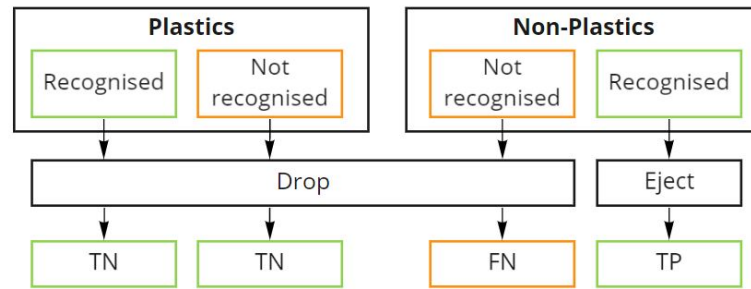 Plastics
Non-Plastics
Recognised
Not
recognised
Not
recognised
Recognised
Drop
Eject
TN
TN
FN
TP